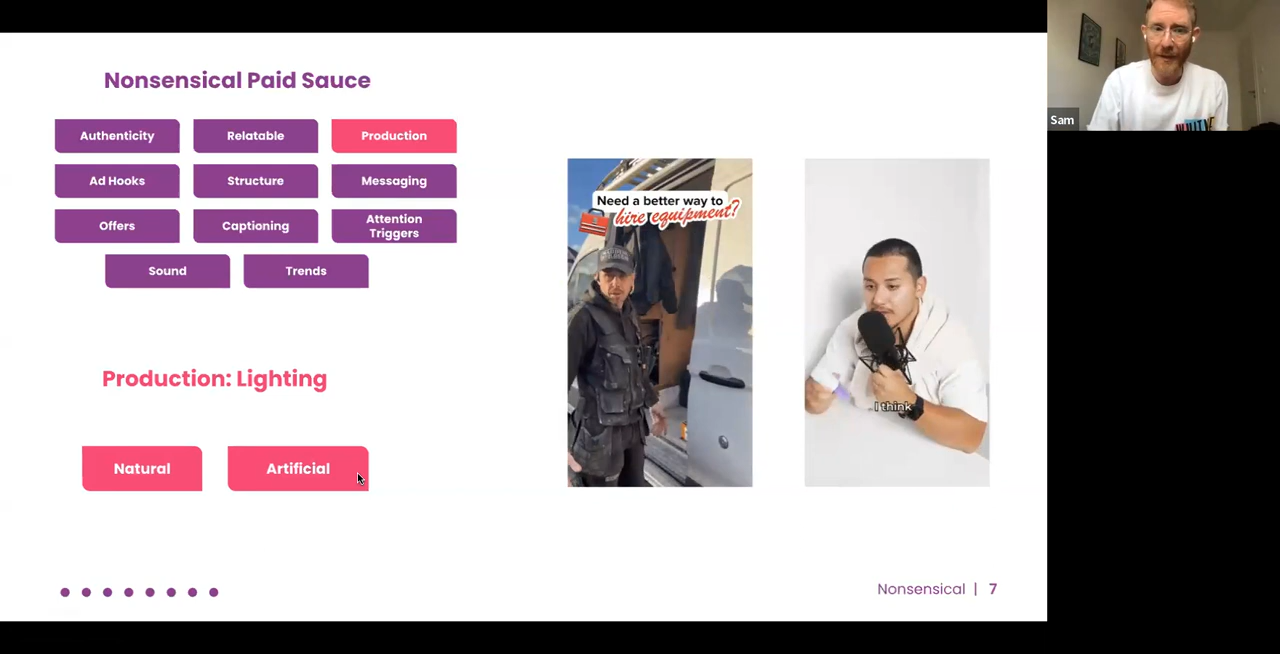 Nonsensical Paid Sauce
Authenticity
Relatable
Production
Ad Hooks
Structure
Messaging
Offers
Captioning
Attention
Triggers
Sound
Trends
Production: Lighting
Natural
Artificial
Need a better way to
hire equipment?
I think
Nonsensical | 7
Sam